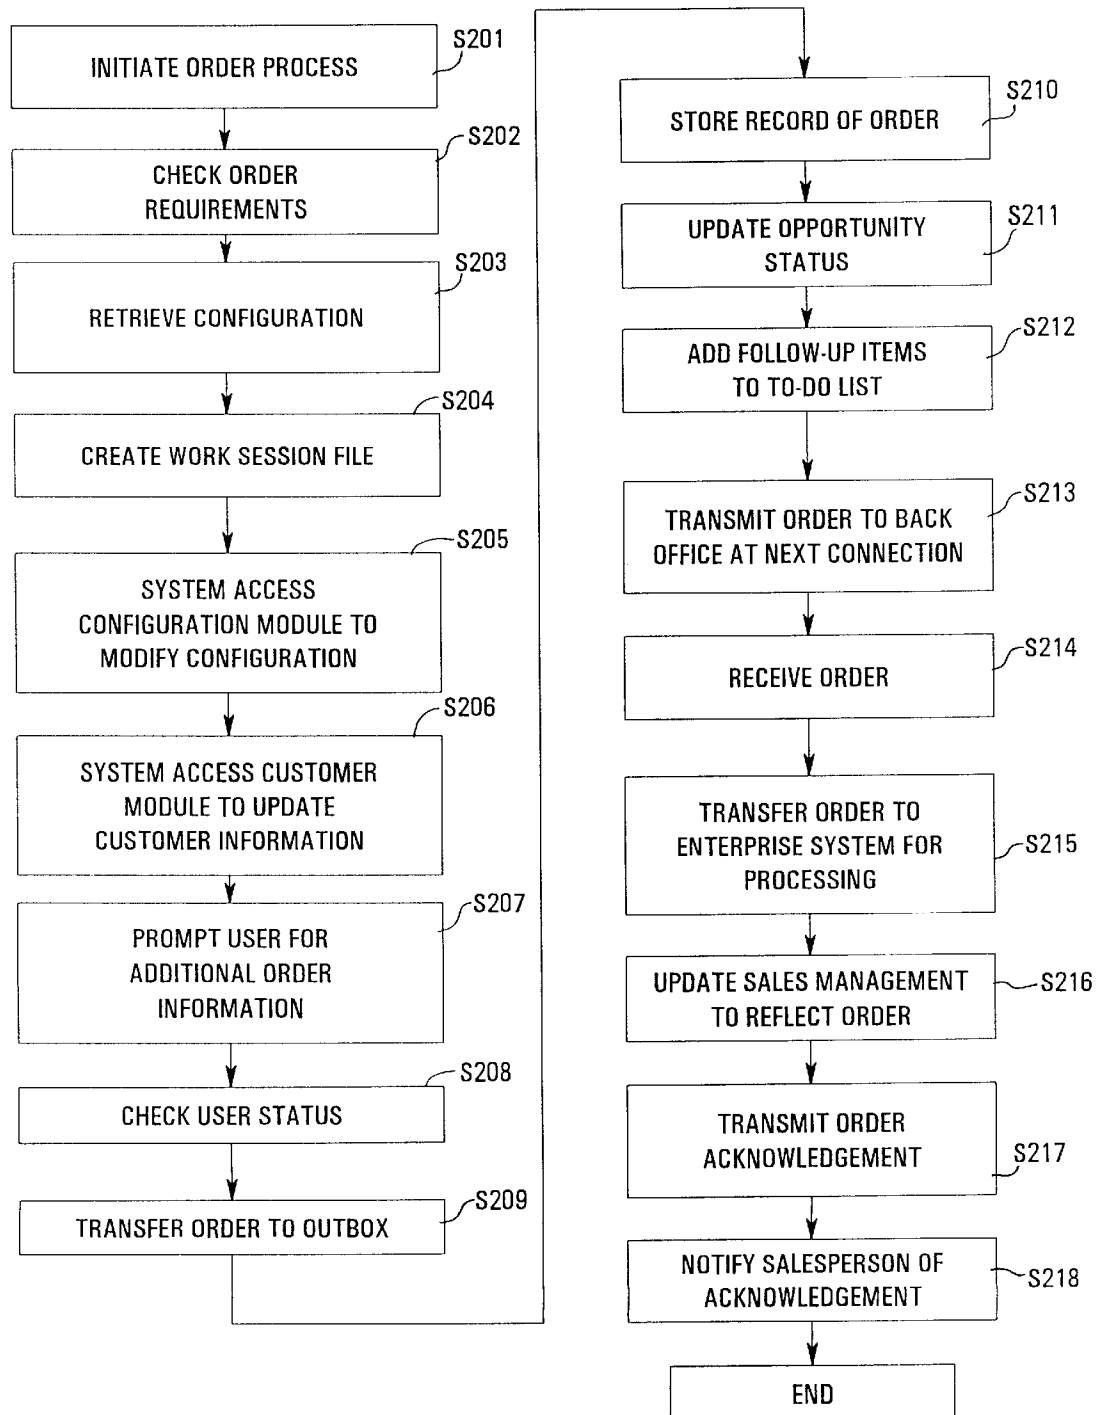 INITIATE ORDER PROCESS
S201
CHECK ORDER
REQUIREMENTS
S202
RETRIEVE CONFIGURATION
S203
CREATE WORK SESSION FILE
S204
SYSTEM ACCESS
CONFIGURATION MODULE TO
MODIFY CONFIGURATION
S205
SYSTEM ACCESS CUSTOMER
MODULE TO UPDATE
CUSTOMER INFORMATION
S206
PROMPT USER FOR
ADDITIONAL ORDER
INFORMATION
S207
CHECK USER STATUS
S208
TRANSFER ORDER TO OUTBOX
S209
STORE RECORD OF ORDER
S210
UPDATE OPPORTUNITY
STATUS
S211
ADD FOLLOW-UP ITEMS
TO TO-DO LIST
S212
TRANSMIT ORDER TO BACK
OFFICE AT NEXT CONNECTION
S213
RECEIVE ORDER
S214
TRANSFER ORDER TO
ENTERPRISE SYSTEM FOR
PROCESSING
S215
UPDATE SALES MANAGEMENT
TO REFLECT ORDER
S216
TRANSMIT ORDER
ACKNOWLEDGEMENT
S217
NOTIFY SALESPERSON OF
ACKNOWLEDGEMENT
S218
END